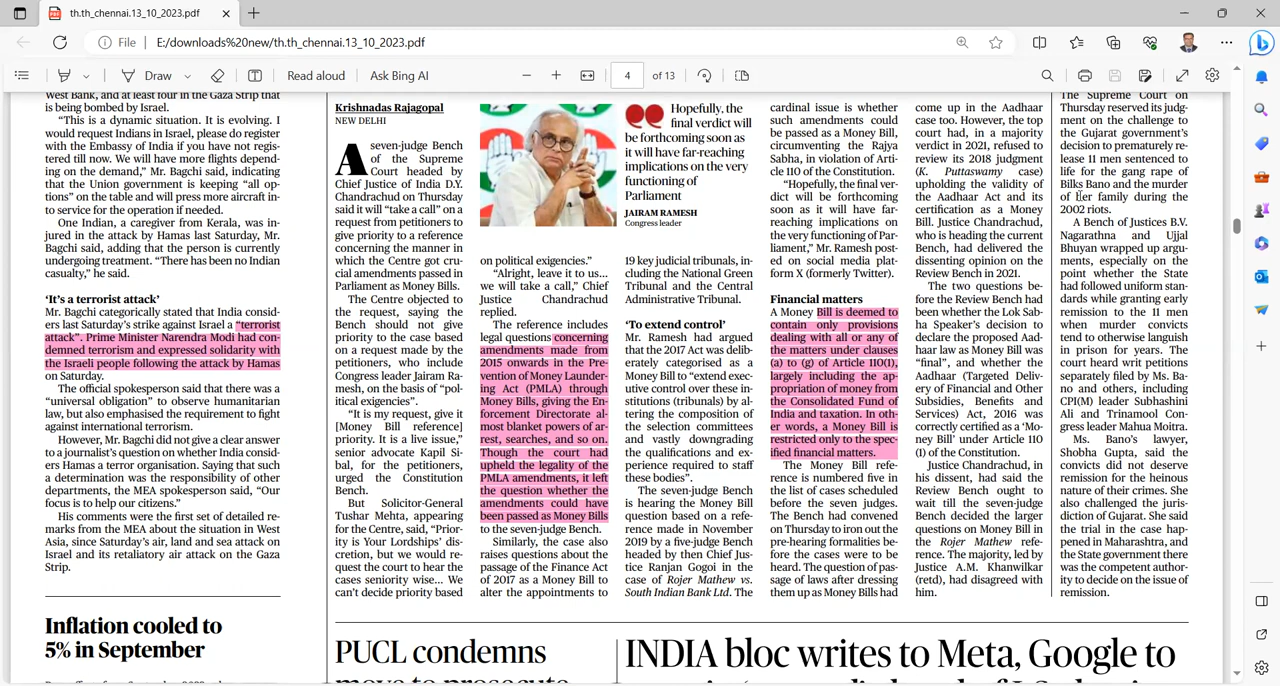 th.th_chennai.13_10_2023.pdf
File
E:/downloads%20new/th.th_chennai.13_10_2023.pdf
Draw
Read aloud
Ask Bing AI
4
of 13
West Bank, and at least four in the Gaza Strip that
is being bombed by Israel.
“This is a dynamic situation. It is evolving. I
would request Indians in Israel, please do register
with the Embassy of India if you have not regis-
tered till now. We will have more flights depend-
ing on the demand,” Mr. Bagchi said, indicating
that the Union government is keeping “all op-
tions” on the table and will press more aircraft in-
to service for the operation if needed.
One Indian, a caregiver from Kerala, was in-
jured in the attack by Hamas last Saturday, Mr.
Bagchi said, adding that the person is currently
undergoing treatment. “There has been no Indian
casualty,” he said.
‘It’s a terrorist attack’
Mr. Bagchi categorically stated that India consid-
ers last Saturday’s strike against Israel a “terrorist
attack”. Prime Minister Narendra Modi had con-
demned terrorism and expressed solidarity with
the Israeli people following the attack by Hamas
on Saturday.
The official spokesperson said that there was a
“universal obligation” to observe humanitarian
law, but also emphasised the requirement to fight
against international terrorism.
However, Mr. Bagchi did not give a clear answer
to a journalist’s question on whether India consid-
ers Hamas a terror organisation. Saying that such
a determination was the responsibility of other
departments, the MEA spokesperson said, “Our
focus is to help our citizens.”
His comments were the first set of detailed re-
marks from the MEA about the situation in West
Asia, since Saturday’s air, land and sea attack on
Israel and its retaliatory air attack on the Gaza
Strip.
Inflation cooled to
5% in September
Krishnadas Rajagopal
NEW DELHI
A seven-judge Bench
of the Supreme
Court headed by
Chief Justice of India D.Y.
Chandrachud on Thursday
said it will “take a call” on a
request from petitioners to
give priority to a reference
concerning the manner in
which the Centre got cru-
cial amendments passed in
Parliament as Money Bills.
The Centre objected to
the request, saying the
Bench should not give
priority to the case based
on a request made by the
petitioners, who include
Congress leader Jairam Ra-
mesh, on the basis of “pol-
itical exigencies”.
“It is my request, give it
[Money Bill reference]
priority. It is a live issue,”
senior advocate Kapil Si-
bal, for the petitioners,
urged the Constitution
Bench.
But Solicitor-General
Tushar Mehta, appearing
for the Centre, said, “Prior-
ity is Your Lordships’ dis-
cretion, but we would re-
quest the court to hear the
cases seniority wise... We
can’t decide priority based
on political exigencies.”
“Alright, leave it to us...
we will take a call,” Chief
Justice Chandrachud
replied.
The reference includes
legal questions concerning
amendments made from
2015 onwards in the Pre-
vention of Money Launder-
ing Act (PMLA) through
Money Bills, giving the En-
forcement Directorate al-
most blanket powers of ar-
rest, searches, and so on.
Though the court had
upheld the legality of the
PMLA amendments, it left
the question whether the
amendments could have
been passed as Money Bills
to the seven-judge Bench.
Similarly, the case also
raises questions about the
passage of the Finance Act
of 2017 as a Money Bill to
alter the appointments to
Hopefully, the
final verdict will
be forthcoming soon as
it will have far-reaching
implications on the very
functioning of
Parliament
JAIRAM RAMESH
Congress leader
19 key judicial tribunals, in-
cluding the National Green
Tribunal and the Central
Administrative Tribunal.
‘To extend control’
Mr. Ramesh had argued
that the 2017 Act was delib-
erately categorised as a
Money Bill to “extend exec-
utive control over these in-
stitutions (tribunals) by al-
tering the composition of
the selection committees
and vastly downgrading
the qualifications and ex-
perience required to staff
these bodies”.
The seven-judge Bench
is hearing the Money Bill
question based on a refe-
rence made in November
2019 by a five-judge Bench
headed by then Chief Jus-
tice Ranjan Gogoi in the
case of Rojer Mathew vs.
South Indian Bank Ltd. The
cardinal issue is whether
such amendments could
be passed as a Money Bill,
circumventing the Rajya
Sabha, in violation of Arti-
cle 110 of the Constitution.
“Hopefully, the final ver-
dict will be forthcoming
soon as it will have far-
reaching implications on
the very functioning of Par-
liament,” Mr. Ramesh post-
ed on social media plat-
form X (formerly Twitter).
Financial matters
A Money Bill is deemed to
contain only provisions
dealing with all or any of
the matters under clauses
(a) to (g) of Article 110(1),
largely including the ap-
propriation of money from
the Consolidated Fund of
India and taxation. In oth-
er words, a Money Bill is
restricted only to the spec-
ified financial matters.
The Money Bill refe-
rence is numbered five in
the list of cases scheduled
before the seven judges.
The Bench had convened
on Thursday to iron out the
pre-hearing formalities be-
fore the cases were to be
heard. The question of pas-
sage of laws after dressing
them up as Money Bills had
come up in the Aadhaar
case too. However, the top
court had, in a majority
verdict in 2021, refused to
review its 2018 judgment
(K. Puttaswamy case)
upholding the validity of
the Aadhaar Act and its
certification as a Money
Bill. Justice Chandrachud,
who is heading the current
Bench, had delivered the
dissenting opinion on the
Review Bench in 2021.
The two questions be-
fore the Review Bench had
been whether the Lok Sab-
ha Speaker’s decision to
declare the proposed Aad-
haar law as Money Bill was
“final”, and whether the
Aadhaar (Targeted Deliv-
ery of Financial and Other
Subsidies, Benefits and
Services) Act, 2016 was
correctly certified as a ‘Mo-
ney Bill’ under Article 110
(1) of the Constitution.
Justice Chandrachud, in
his dissent, had said the
Review Bench ought to
wait till the seven-judge
Bench decided the larger
questions on Money Bill in
the Rojer Mathew refe-
rence. The majority, led by
Justice A.M. Khanwilkar
(retd), had disagreed with
him.
The Supreme Court on
Thursday reserved its judg-
ment on the challenge to
the Gujarat government’s
decision to prematurely re-
lease 11 men sentenced to
life for the gang rape of
Bilkis Bano and the murder
of her family during the
2002 riots.
A Bench of Justices B.V.
Nagarathna and Ujjal
Bhuyan wrapped up argu-
ments, especially on the
point whether the State
had followed uniform stan-
dards while granting early
remission to the 11 men
when murder convicts
tend to otherwise languish
in prison for years. The
court heard writ petitions
separately filed by Ms. Ba-
no and others, including
CPI(M) leader Subhashini
Ali and Trinamool Con-
gress leader Mahua Moitra.
Ms. Bano’s lawyer,
Shobha Gupta, said the
convicts did not deserve
remission for the heinous
nature of their crimes. She
also challenged the juris-
diction of Gujarat. She said
the trial in the case hap-
pened in Maharashtra, and
the State government there
was the competent author-
ity to decide on the issue of
remission.
PUCL condemns
INDIA bloc writes to Meta, Google to